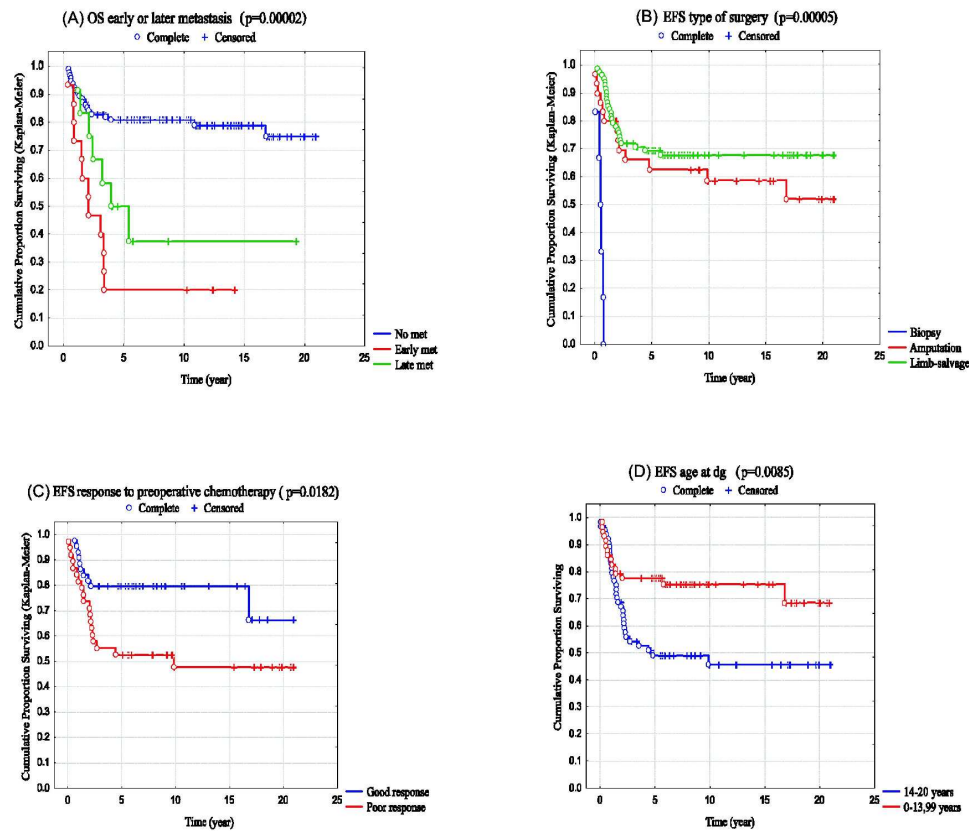 (A) OS early or later metastasis (p=0.00002)
Complete Censored
Cumulative Proportion Surviving (Kaplan-Meier)
1.0
0.9
0.8
0.7
0.6
0.5
0.4
0.3
0.2
0.1
0.0
0 5 10 15 20 25
Time (year)
No met
Early met
Late met
(B) EFS type of surgery (p=0.00005)
Complete Censored
Cumulative Proportion Surviving (Kaplan-Meier)
1.0
0.9
0.8
0.7
0.6
0.5
0.4
0.3
0.2
0.1
0.0
0 5 10 15 20 25
Time (year)
Biopsy
Amputation
Limb-salvage
(C) EFS response to preoperative chemotherapy ( p=0.0182)
Complete Censored
Cumulative Proportion Surviving (Kaplan-Meier)
1.0
0.9
0.8
0.7
0.6
0.5
0.4
0.3
0.2
0.1
0.0
0 5 10 15 20 25
Time (year)
Good response
Poor response
(D) EFS age at dg (p=0.0085)
Complete Censored
Cumulative Proportion Surviving
1.0
0.9
0.8
0.7
0.6
0.5
0.4
0.3
0.2
0.1
0.0
0 5 10 15 20 25
Time (year)
14-20 years
0-13,99 years